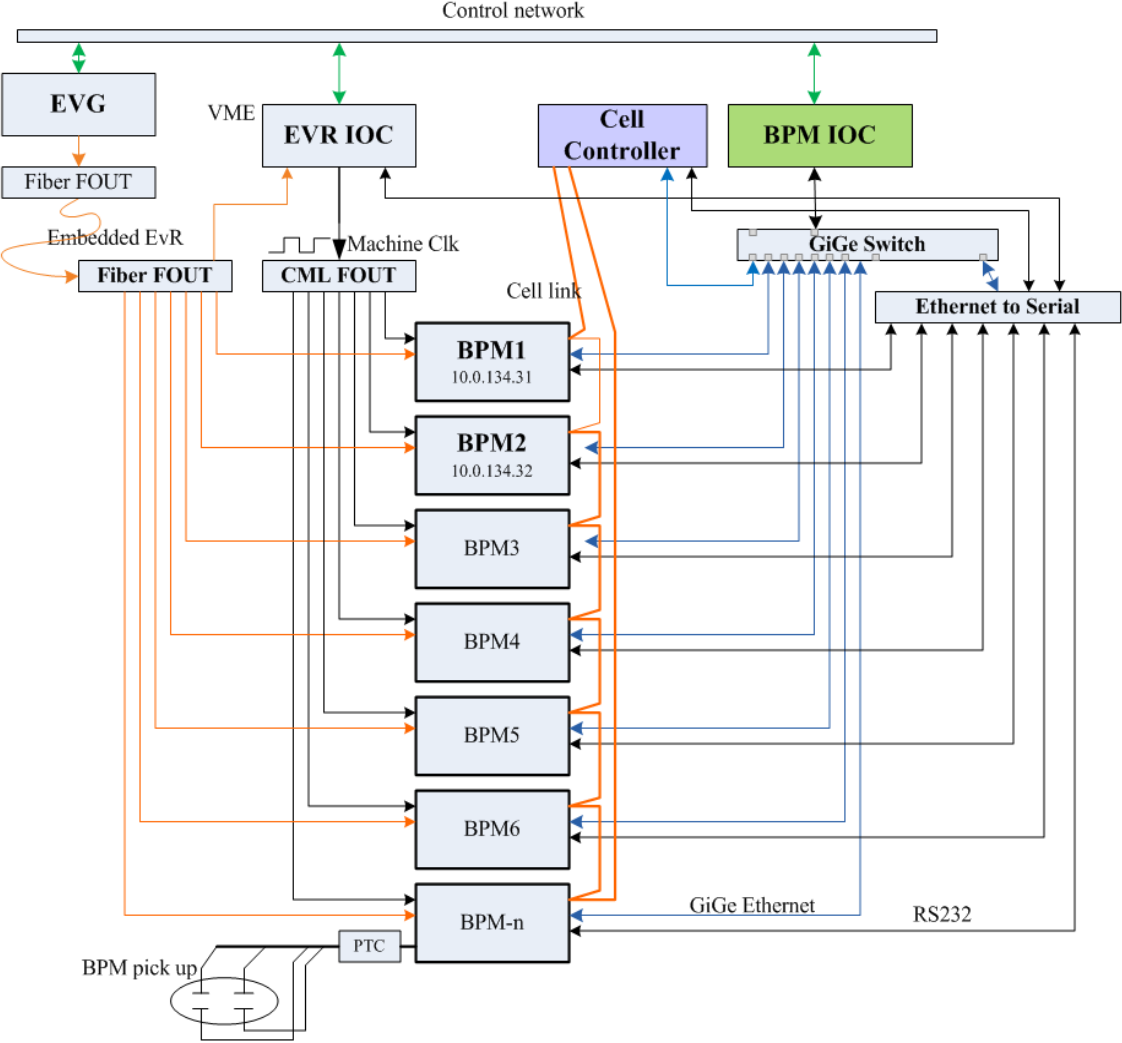 Control network
EVG
VME
EVR IOC
Cell
Controller
BPM IOC
Fiber FOUT
Embedded EvR
Machine Clk
GiGe Switch
Fiber FOUT
CML FOUT
Cell link
Ethernet to Serial
BPM1
10.0.134.31
BPM2
10.0.134.32
BPM3
BPM4
BPM5
BPM6
BPM-n
GiGe Ethernet
RS232
PTC
BPM pick up